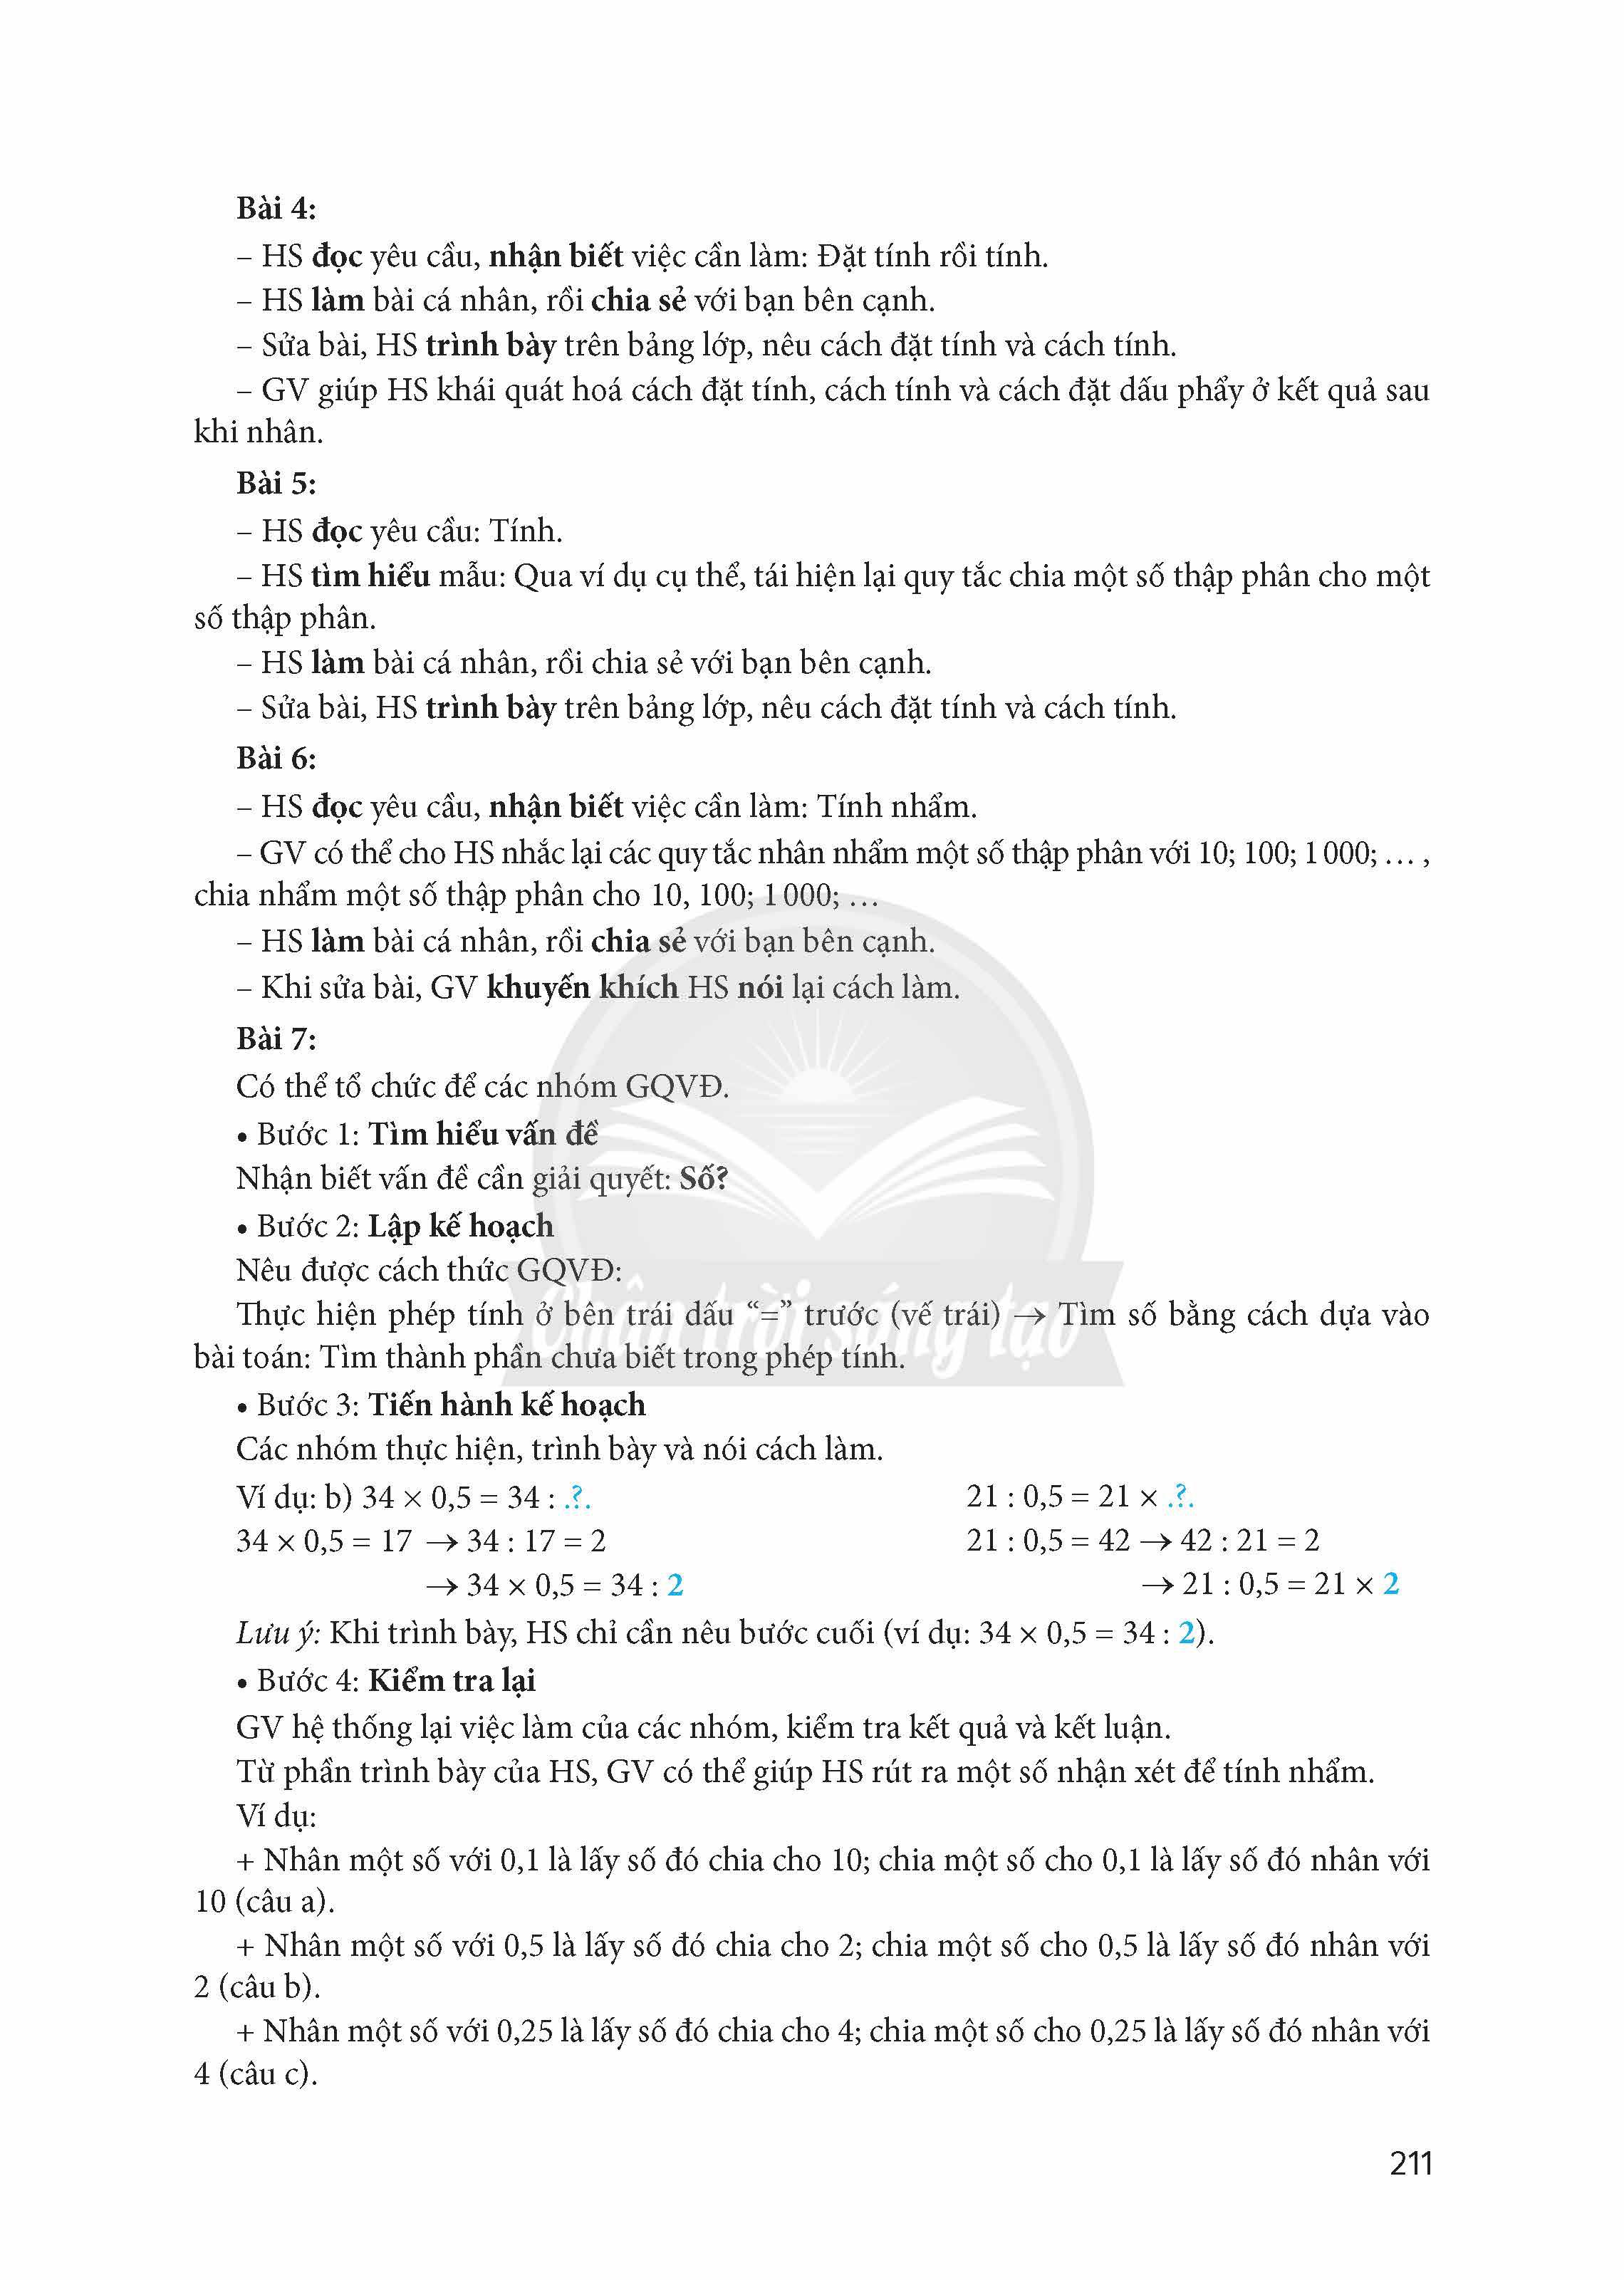 Bài 4:
– HS đọc yêu cầu, nhận biết việc cần làm: Đặt tính rồi tính.
– HS làm bài cá nhân, rồi chia sẻ với bạn bên cạnh.
– Sửa bài, HS trình bày trên bảng lớp, nêu cách đặt tính và cách tính.
– GV giúp HS khái quát hoá cách đặt tính, cách tính và cách đặt dấu phẩy ở kết quả sau
khi nhân.
Bài 5:
– HS đọc yêu cầu: Tính.
– HS tìm hiểu mẫu: Qua ví dụ cụ thể, tái hiện lại quy tắc chia một số thập phân cho một
số thập phân.
– HS làm bài cá nhân, rồi chia sẻ với bạn bên cạnh.
– Sửa bài, HS trình bày trên bảng lớp, nêu cách đặt tính và cách tính.
Bài 6:
– HS đọc yêu cầu, nhận biết việc cần làm: Tính nhẩm.
– GV có thể cho HS nhắc lại các quy tắc nhân nhẩm một số thập phân với 10; 100; 1 000; … ,
chia nhẩm một số thập phân cho 10, 100; 1 000; …
– HS làm bài cá nhân, rồi chia sẻ với bạn bên cạnh.
– Khi sửa bài, GV khuyến khích HS nói lại cách làm.
Bài 7:
Có thể tổ chức để các nhóm GQVĐ.
• Bước 1: Tìm hiểu vấn đề
Nhận biết vấn đề cần giải quyết: Số?
• Bước 2: Lập kế hoạch
Nêu được cách thức GQVĐ:
Thực hiện phép tính ở bên trái dấu “=” trước (vế trái) → Tìm số bằng cách dựa vào
bài toán: Tìm thành phần chưa biết trong phép tính.
Chân trời sáng tạo
• Bước 3: Tiến hành kế hoạch
Các nhóm thực hiện, trình bày và nói cách làm.
Ví dụ: b) 34 × 0,5 = 34 : .?. 21 : 0,5 = 21 × .?.
34 × 0,5 = 17 → 34 : 17 = 2 21 : 0,5 = 42 → 42 : 21 = 2
→ 34 × 0,5 = 34 : 2 → 21 : 0,5 = 21 × 2
Lưu ý: Khi trình bày, HS chỉ cần nêu bước cuối (ví dụ: 34 × 0,5 = 34 : 2).
• Bước 4: Kiểm tra lại
GV hệ thống lại việc làm của các nhóm, kiểm tra kết quả và kết luận.
Từ phần trình bày của HS, GV có thể giúp HS rút ra một số nhận xét để tính nhẩm.
Ví dụ:
+ Nhân một số với 0,1 là lấy số đó chia cho 10; chia một số cho 0,1 là lấy số đó nhân với
10 (câu a).
+ Nhân một số với 0,5 là lấy số đó chia cho 2; chia một số cho 0,5 là lấy số đó nhân với
2 (câu b).
+ Nhân một số với 0,25 là lấy số đó chia cho 4; chia một số cho 0,25 là lấy số đó nhân với
4 (câu c).
211